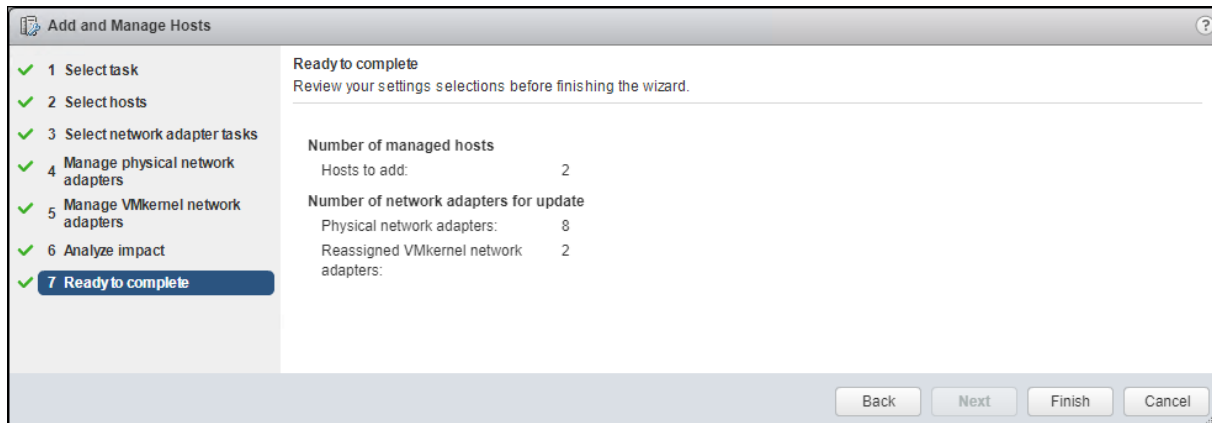 Add and Manage Hosts
?
1 Select task
2 Select hosts
3 Select network adapter tasks
4 Manage physical network
adapters
5 Manage VMkernel network
adapters
6 Analyze impact
7 Ready to complete
Ready to complete
Review your settings selections before finishing the wizard.
Number of managed hosts
Hosts to add: 2
Number of network adapters for update
Physical network adapters: 8
Reassigned VMkernel network 2
adapters:
Back Next Finish Cancel